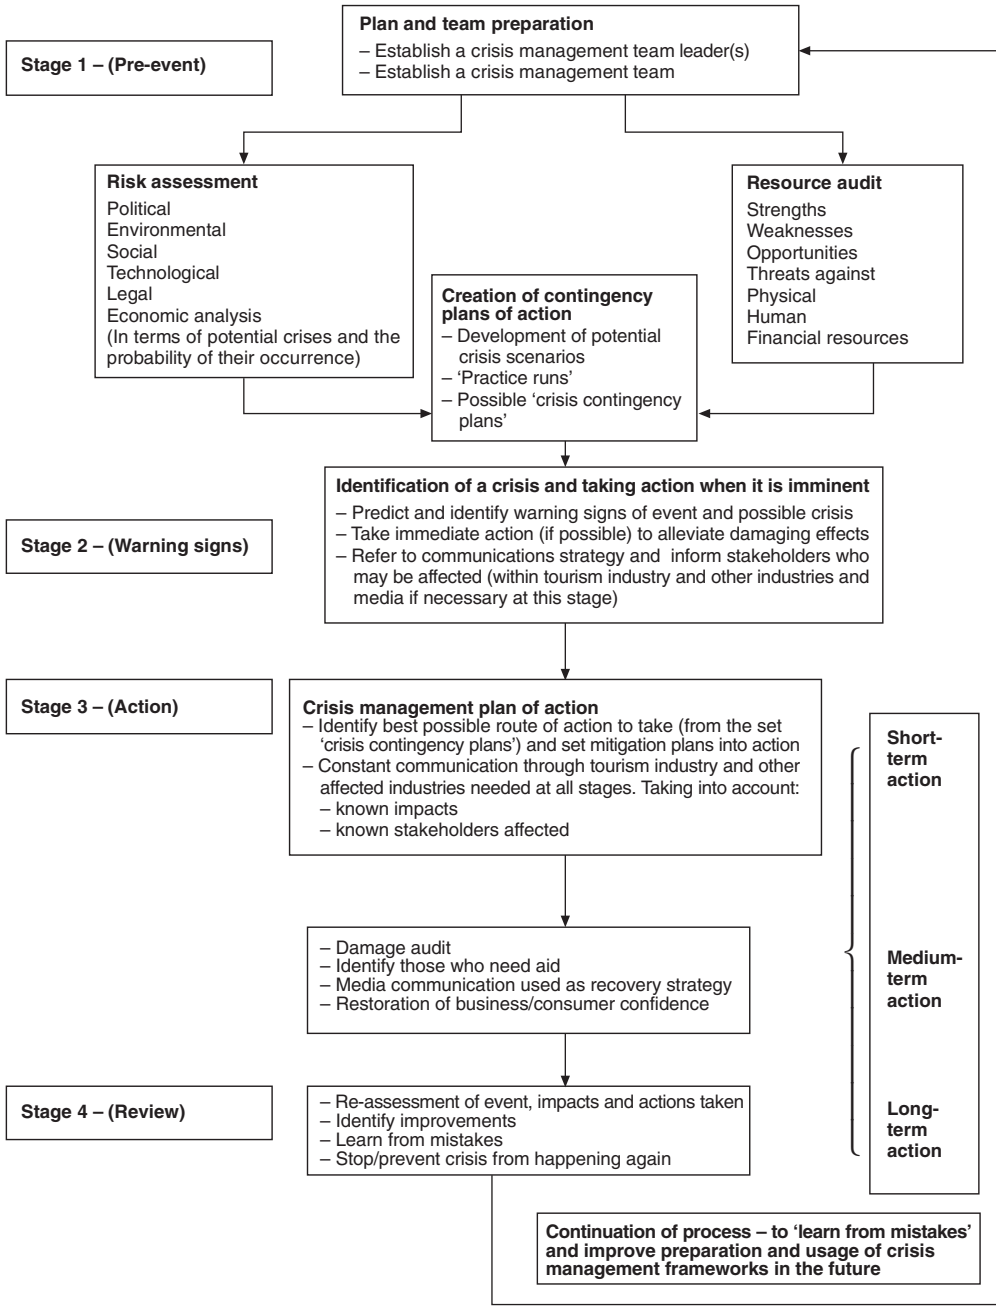 Plan and team preparation
– Establish a crisis management team leader(s)
– Establish a crisis management team
Stage 1 – (Pre-event)
Risk assessment
Political
Environmental
Social
Technological
Legal
Economic analysis
(In terms of potential crises and the
probability of their occurrence)
Resource audit
Strengths
Weaknesses
Opportunities
Threats against
Physical
Human
Financial resources
Creation of contingency
plans of action
– Development of potential
crisis scenarios
– ‘Practice runs’
– Possible ‘crisis contingency
plans’
Stage 2 – (Warning signs)
Identification of a crisis and taking action when it is imminent
– Predict and identify warning signs of event and possible crisis
– Take immediate action (if possible) to alleviate damaging effects
– Refer to communications strategy and inform stakeholders who
may be affected (within tourism industry and other industries and
media if necessary at this stage)
Stage 3 – (Action)
Crisis management plan of action
– Identify best possible route of action to take (from the set
‘crisis contingency plans’) and set mitigation plans into action
– Constant communication through tourism industry and other
affected industries needed at all stages. Taking into account:
– known impacts
– known stakeholders affected
Short-
term
action
– Damage audit
– Identify those who need aid
– Media communication used as recovery strategy
– Restoration of business/consumer confidence
Medium-
term
action
Stage 4 – (Review)
– Re-assessment of event, impacts and actions taken
– Identify improvements
– Learn from mistakes
– Stop/prevent crisis from happening again
Long-
term
action
Continuation of process – to ‘learn from mistakes’
and improve preparation and usage of crisis
management frameworks in the future